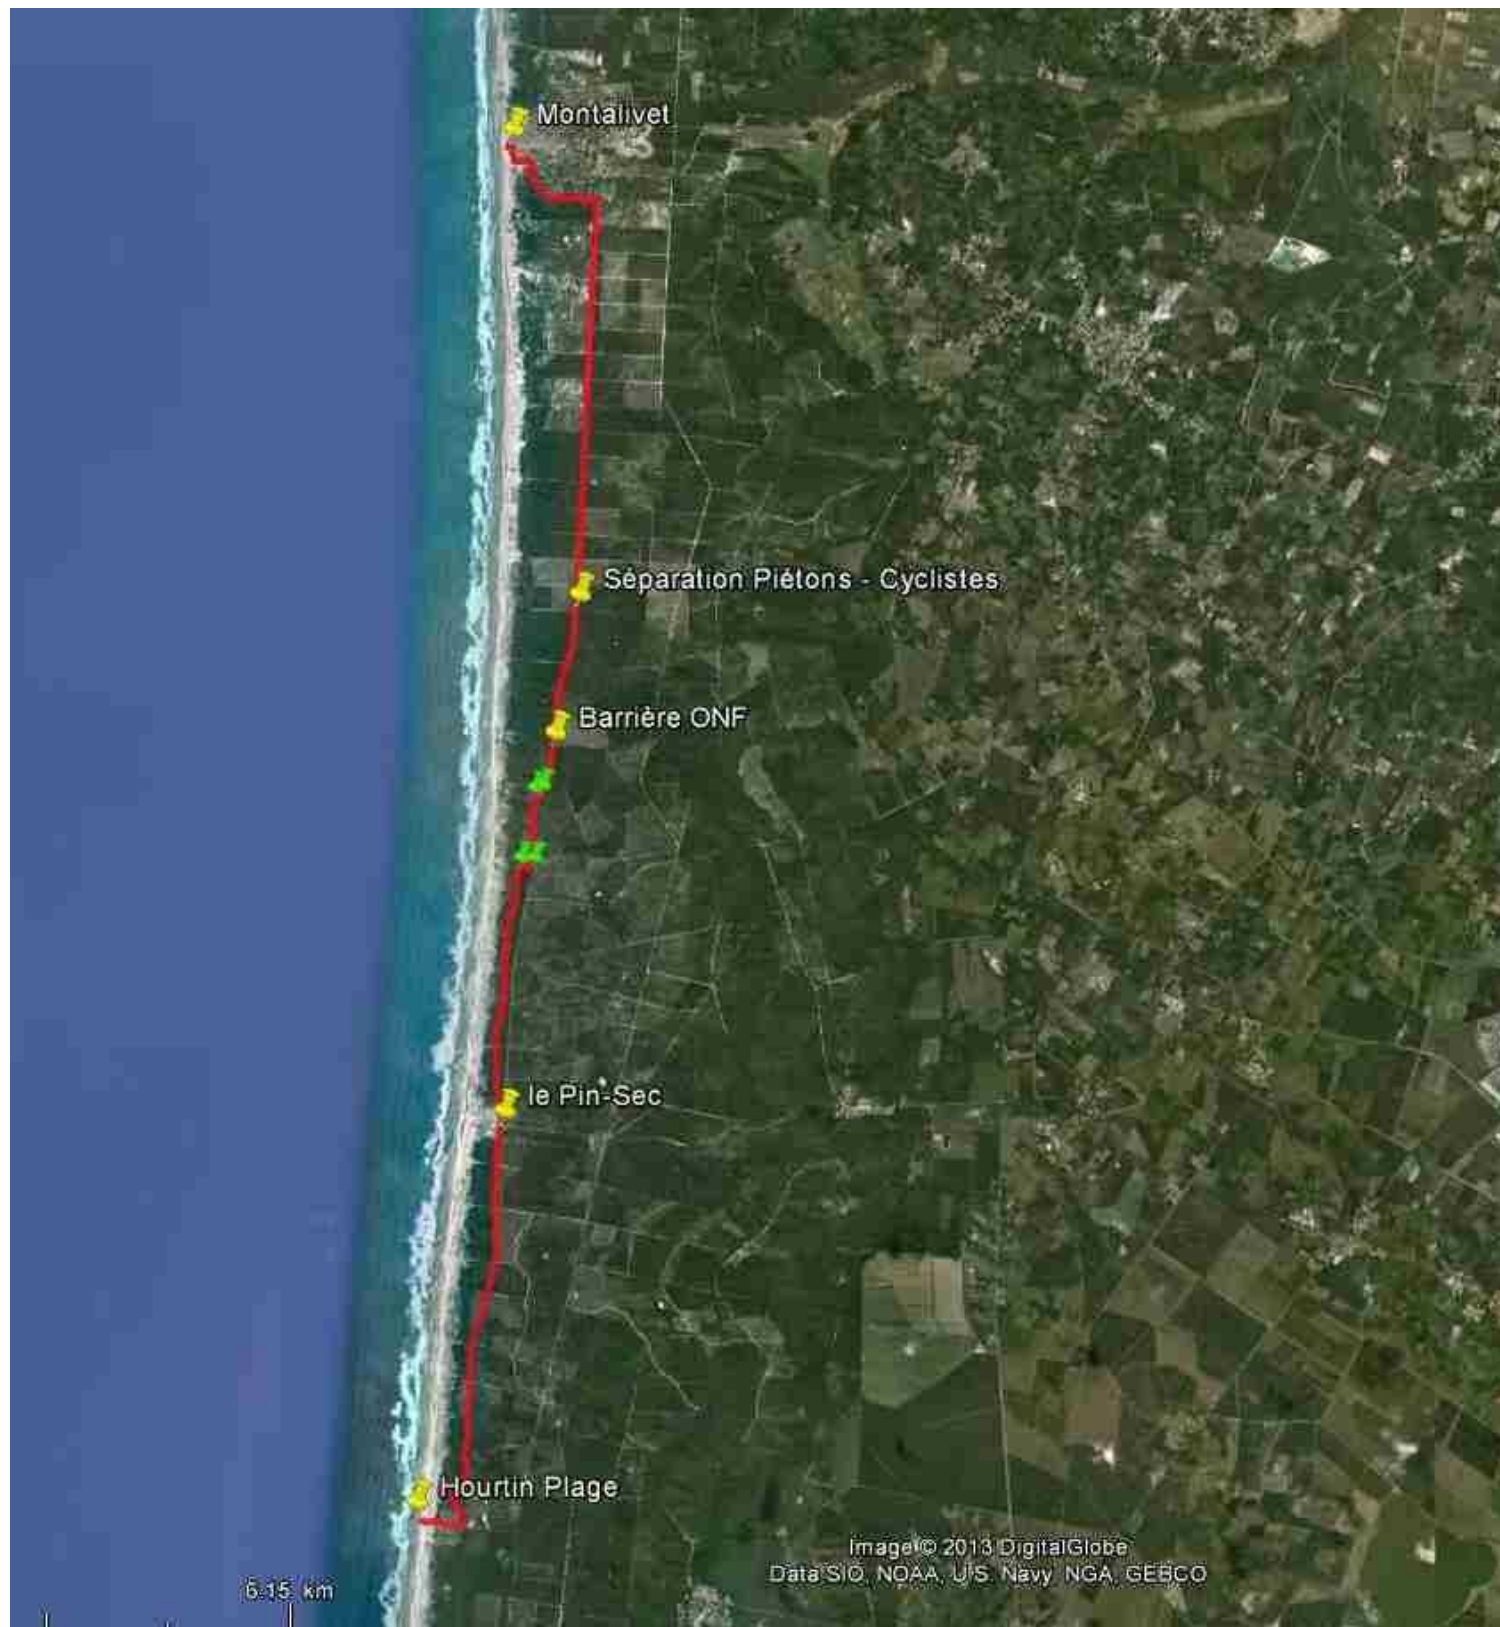 Montalivet
Séparation Piétons - Cyclistes
Barrière ONF
le Pin-Sec
Hourtin Plage
Image © 2013 DigitalGlobe
Data SIO, NOAA, U.S. Navy, NGA, GEBCO
6.15 km